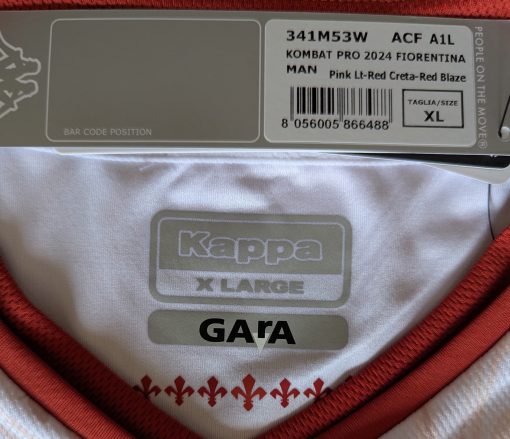 341M53W ACF A1L
KOMBAT PRO 2024 FIORENTINA
MAN Pink Lt-Red Creta-Red Blaze
8 056005 866488
TAGLIA/SIZE
XL
PEOPLE ON THE MOVE®
BAR CODE POSITION
Kappa
X LARGE
GArA